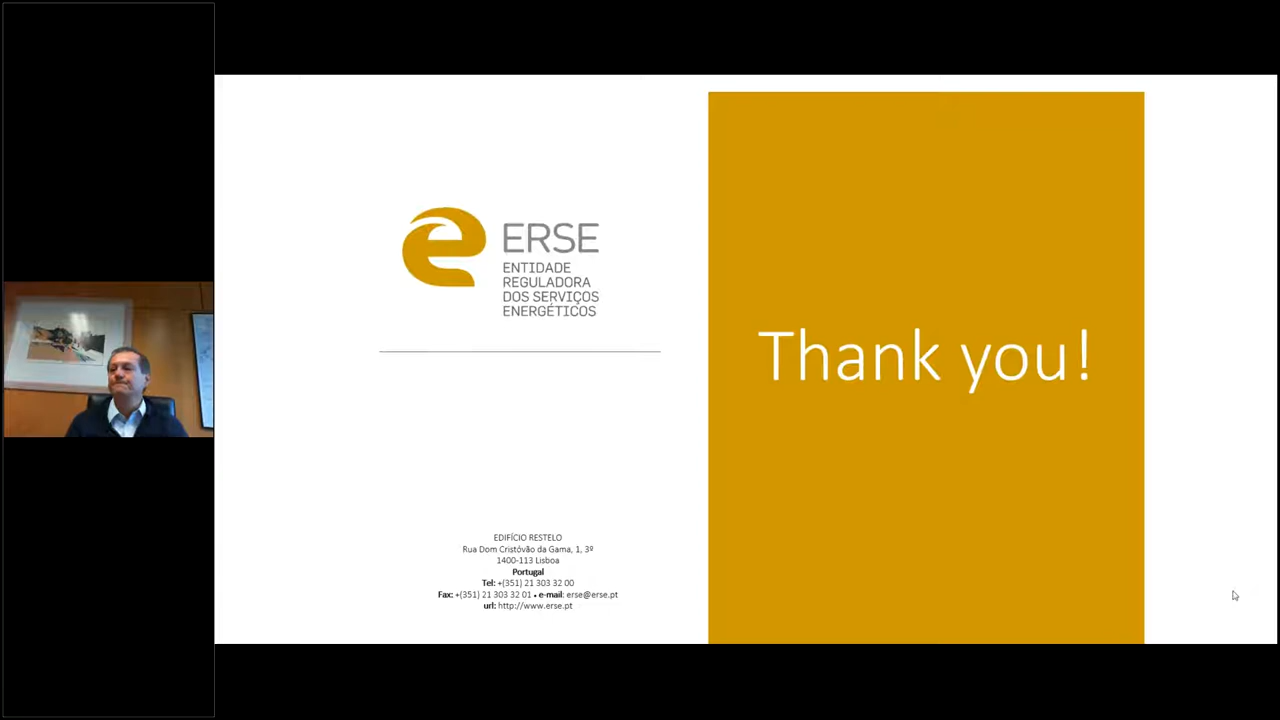 ERSE
ENTIDADE
REGULADORA
DOS SERVIÇOS
ENERGÉTICOS
Thank you!
EDIFÍCIO RESTELO
Rua Dom Cristóvão da Gama, 1, 3º
1400-113 Lisboa
Portugal
Tel: +(351) 21 303 32 00
Fax: +(351) 21 303 32 01 • e-mail: erse@erse.pt
url: http://www.erse.pt